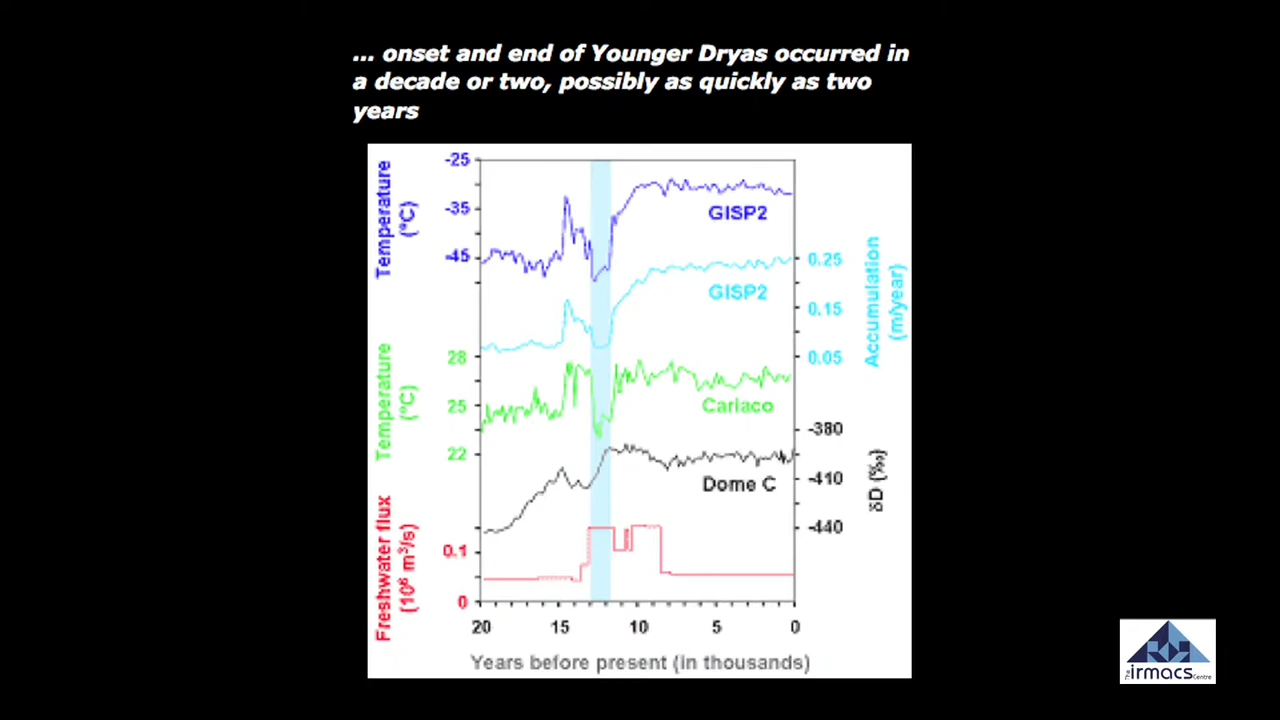 ... onset and end of Younger Dryas occurred in
a decade or two, possibly as quickly as two
years
Temperature
(°C)
-25
-35
-45
GISP2
GISP2
0.25
0.15
0.05
Accumulation
(m/year)
Temperature
(°C)
28
25
22
Cariaco
-380
-410
-440
δD (‰)
Dome C
Freshwater flux
(10⁶ m³/s)
0.1
0
20 15 10 5 0
Years before present (in thousands)
The irmacs Centre